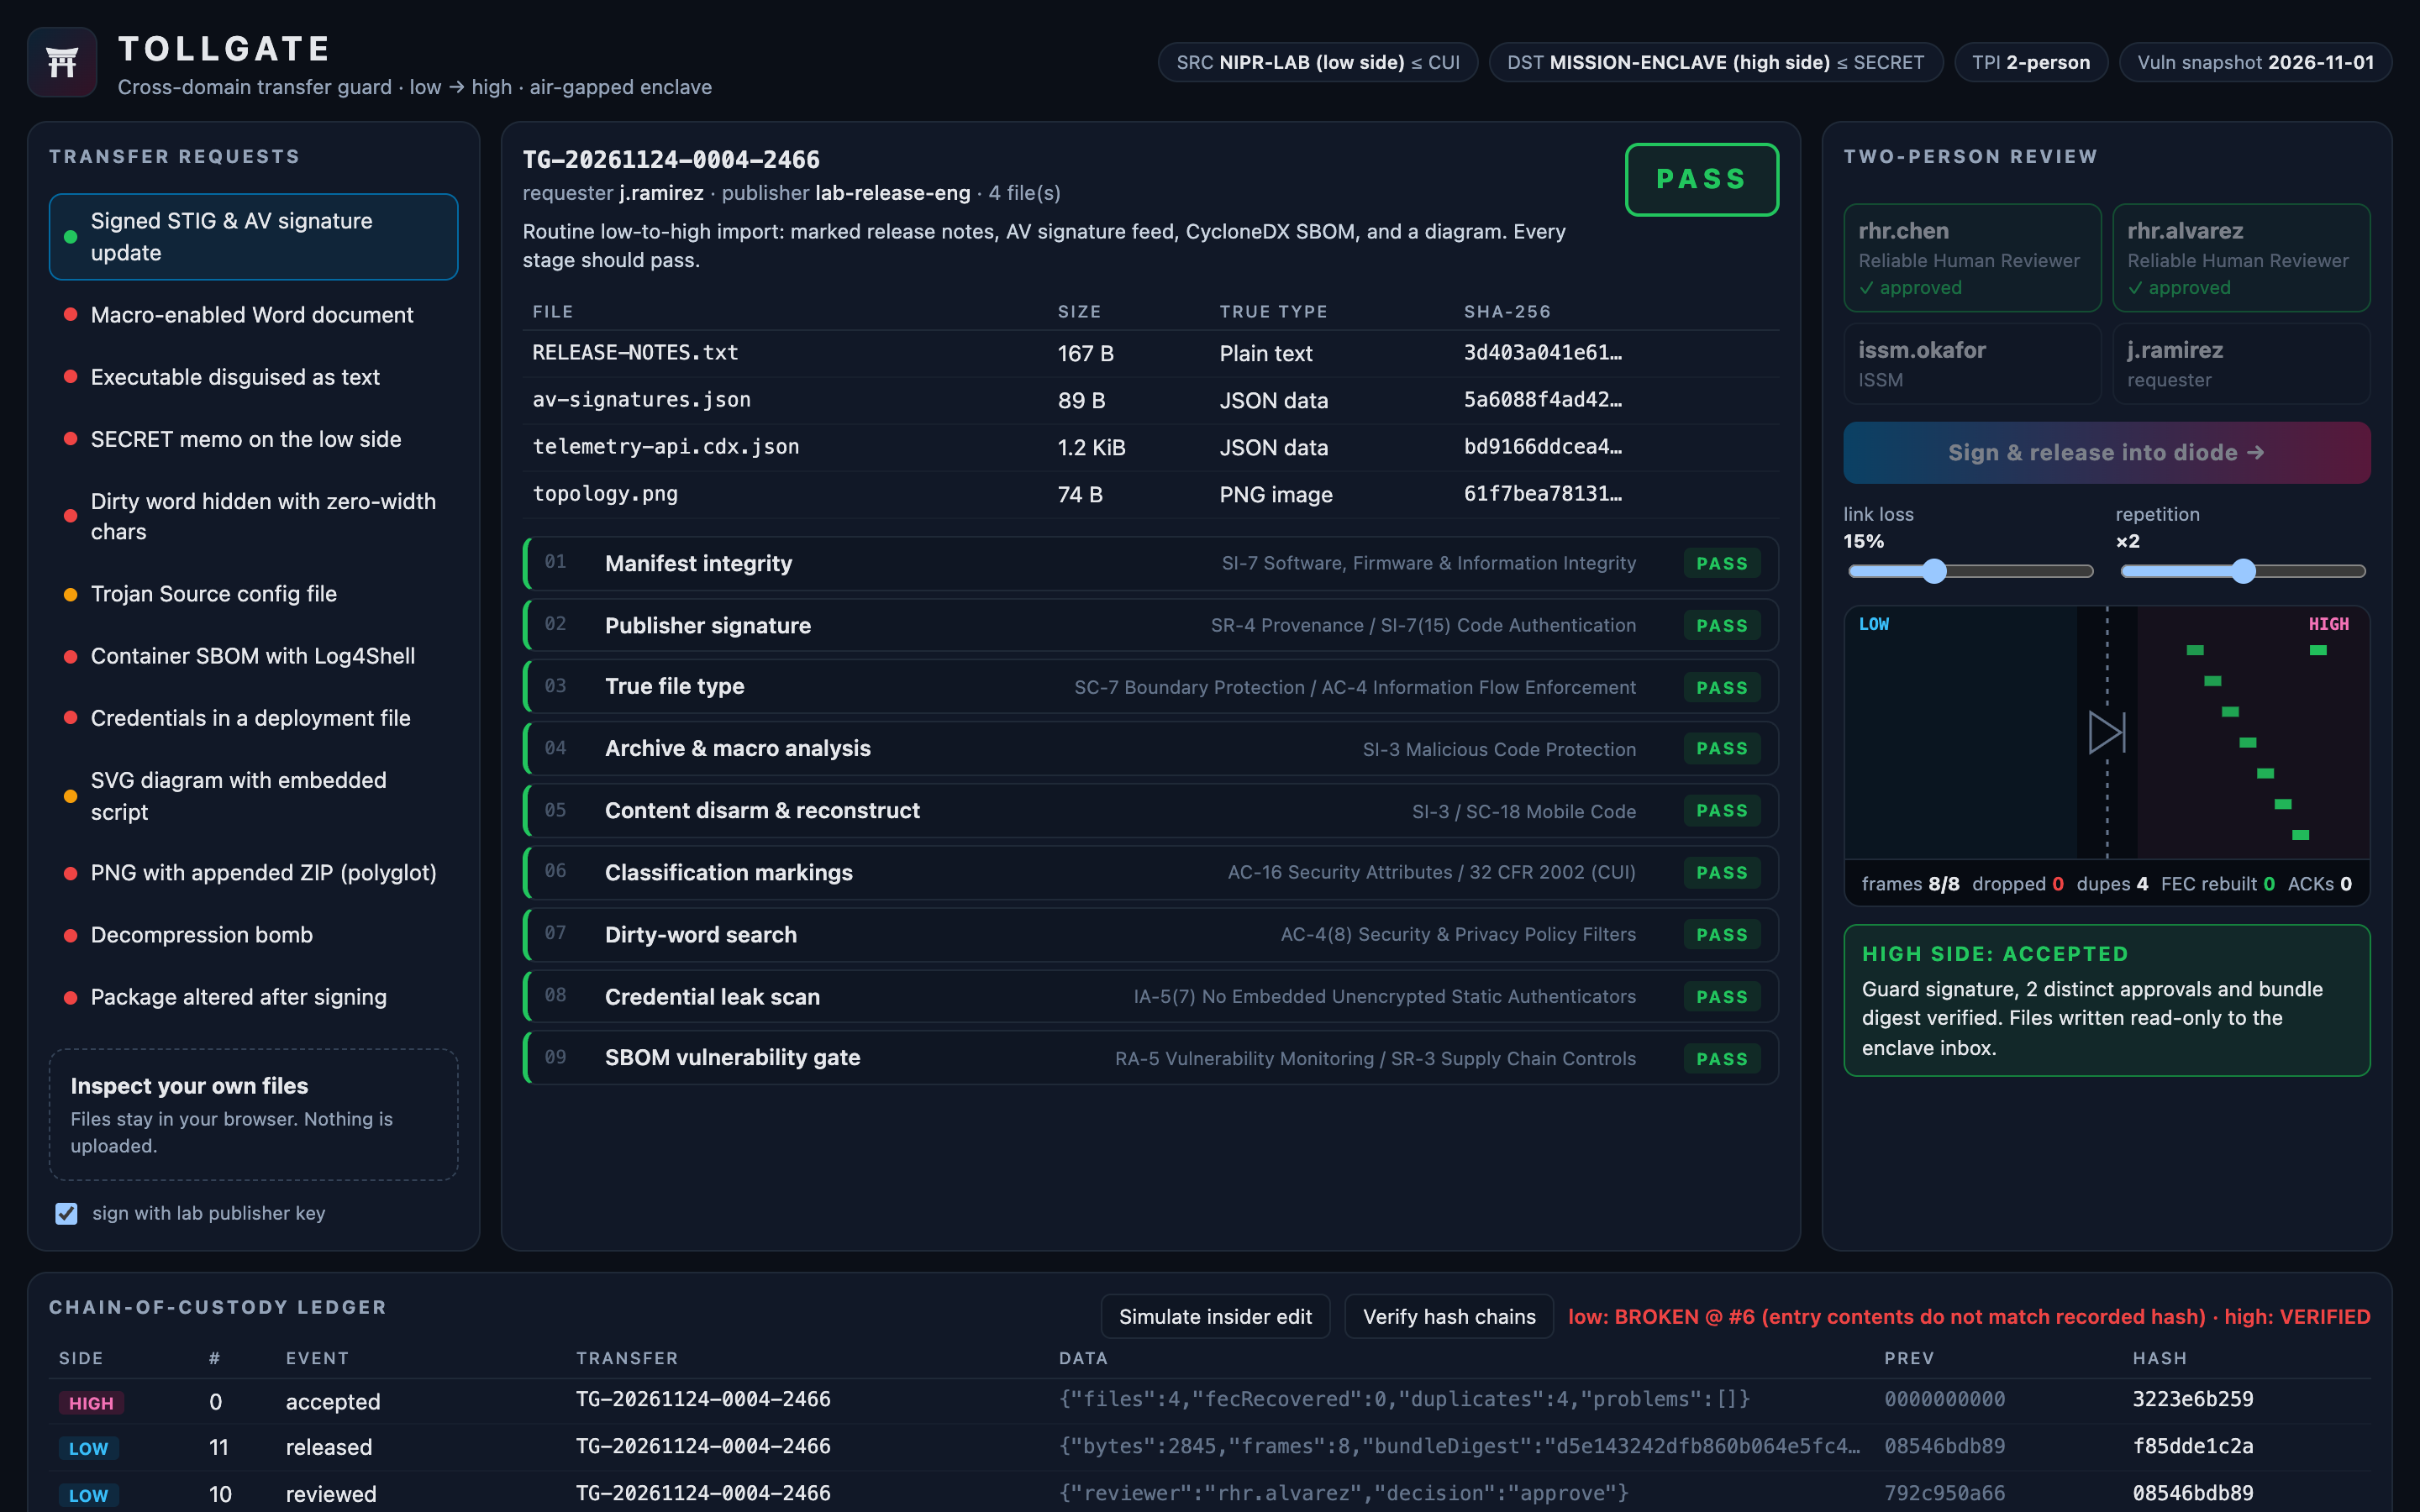 TOLLGATE
Cross-domain transfer guard · low → high · air-gapped enclave
SRC NIPR-LAB (low side) ≤ CUI
DST MISSION-ENCLAVE (high side) ≤ SECRET
TPI 2-person
Vuln snapshot 2026-11-01
TRANSFER REQUESTS
Signed STIG & AV signature
update
Macro-enabled Word document
Executable disguised as text
SECRET memo on the low side
Dirty word hidden with zero-width
chars
Trojan Source config file
Container SBOM with Log4Shell
Credentials in a deployment file
SVG diagram with embedded
script
PNG with appended ZIP (polyglot)
Decompression bomb
Package altered after signing
Inspect your own files
Files stay in your browser. Nothing is
uploaded.
sign with lab publisher key
TG-20261124-0004-2466
requester j.ramirez · publisher lab-release-eng · 4 file(s)
Routine low-to-high import: marked release notes, AV signature feed, CycloneDX SBOM, and a diagram. Every
stage should pass.
PASS
FILE SIZE TRUE TYPE SHA-256
RELEASE-NOTES.txt 167 B Plain text 3d403a041e61…
av-signatures.json 89 B JSON data 5a6088f4ad42…
telemetry-api.cdx.json 1.2 KiB JSON data bd9166ddcea4…
topology.png 74 B PNG image 61f7bea78131…
01 Manifest integrity SI-7 Software, Firmware & Information Integrity PASS
02 Publisher signature SR-4 Provenance / SI-7(15) Code Authentication PASS
03 True file type SC-7 Boundary Protection / AC-4 Information Flow Enforcement PASS
04 Archive & macro analysis SI-3 Malicious Code Protection PASS
05 Content disarm & reconstruct SI-3 / SC-18 Mobile Code PASS
06 Classification markings AC-16 Security Attributes / 32 CFR 2002 (CUI) PASS
07 Dirty-word search AC-4(8) Security & Privacy Policy Filters PASS
08 Credential leak scan IA-5(7) No Embedded Unencrypted Static Authenticators PASS
09 SBOM vulnerability gate RA-5 Vulnerability Monitoring / SR-3 Supply Chain Controls PASS
TWO-PERSON REVIEW
rhr.chen
Reliable Human Reviewer
✓ approved
rhr.alvarez
Reliable Human Reviewer
✓ approved
issm.okafor
ISSM
j.ramirez
requester
Sign & release into diode →
link loss
15%
repetition
×2
LOW HIGH
frames 8/8 dropped 0 dupes 4 FEC rebuilt 0 ACKs 0
HIGH SIDE: ACCEPTED
Guard signature, 2 distinct approvals and bundle
digest verified. Files written read-only to the
enclave inbox.
CHAIN-OF-CUSTODY LEDGER
Simulate insider edit
Verify hash chains
low: BROKEN @ #6 (entry contents do not match recorded hash) · high: VERIFIED
SIDE # EVENT TRANSFER DATA PREV HASH
HIGH 0 accepted TG-20261124-0004-2466 {"files":4,"fecRecovered":0,"duplicates":4,"problems":[]} 0000000000 3223e6b259
LOW 11 released TG-20261124-0004-2466 {"bytes":2845,"frames":8,"bundleDigest":"d5e143242dfb860b064e5fc4… 08546bdb89 f85dde1c2a
LOW 10 reviewed TG-20261124-0004-2466 {"reviewer":"rhr.alvarez","decision":"approve"} 792c950a66 08546bdb89